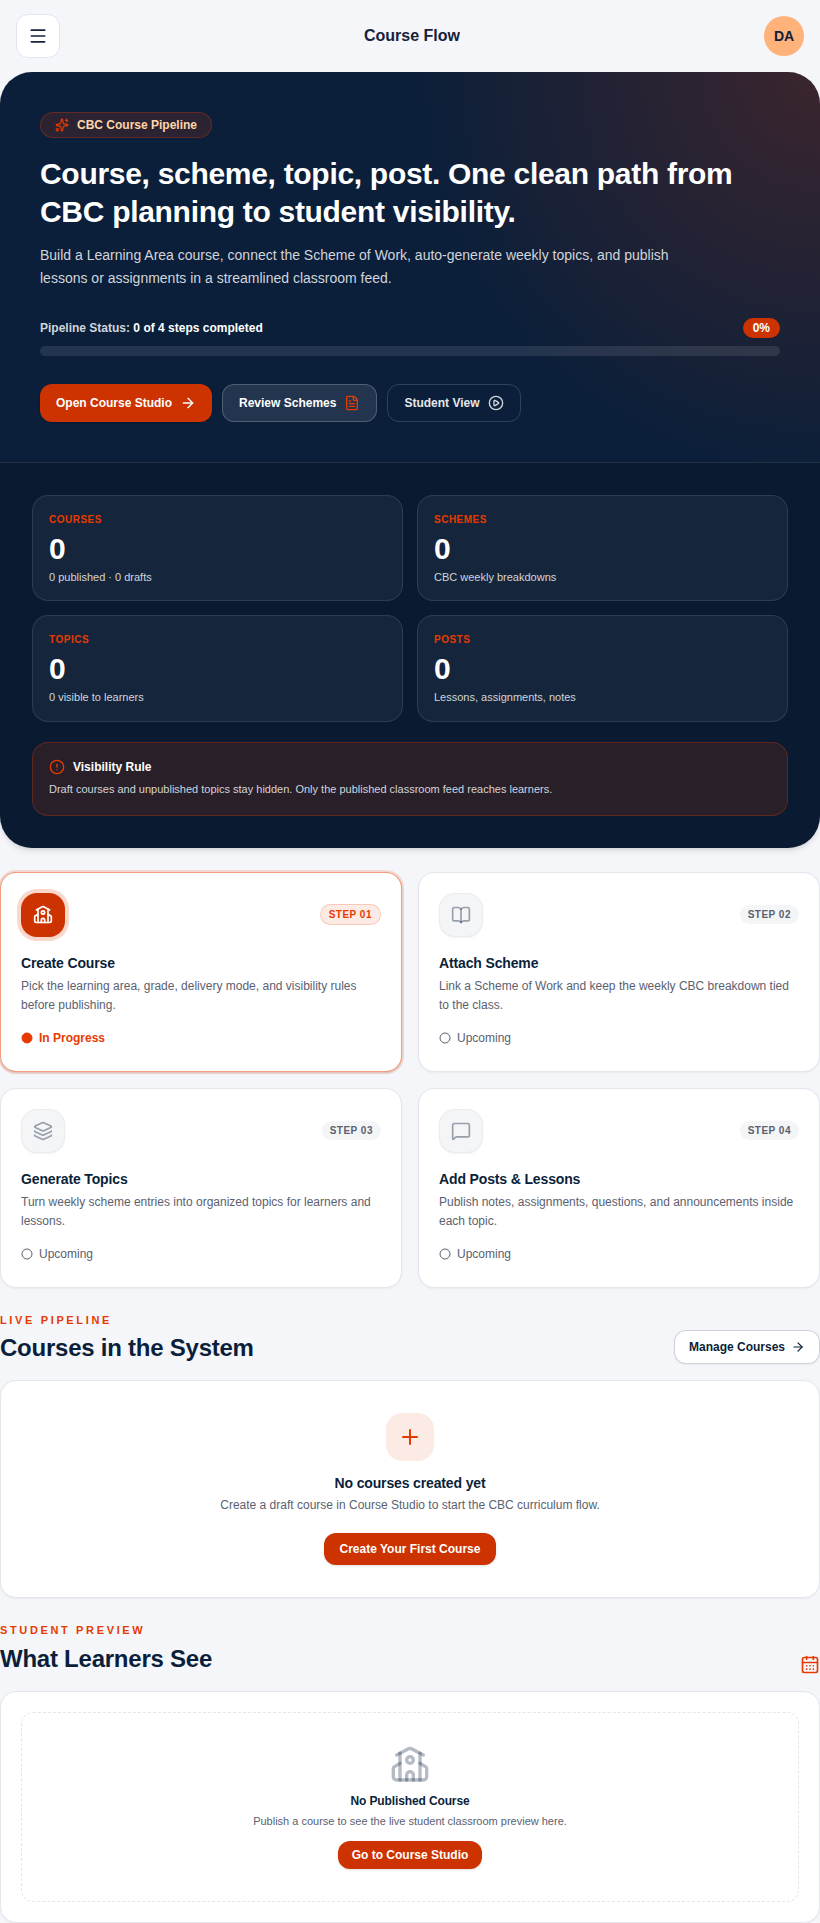 Course Flow
DA
CBC Course Pipeline
Course, scheme, topic, post. One clean path from
CBC planning to student visibility.
Build a Learning Area course, connect the Scheme of Work, auto-generate weekly topics, and publish
lessons or assignments in a streamlined classroom feed.
Pipeline Status: 0 of 4 steps completed
0%
Open Course Studio
Review Schemes
Student View
COURSES
0
0 published · 0 drafts
SCHEMES
0
CBC weekly breakdowns
TOPICS
0
0 visible to learners
POSTS
0
Lessons, assignments, notes
Visibility Rule
Draft courses and unpublished topics stay hidden. Only the published classroom feed reaches learners.
STEP 01
Create Course
Pick the learning area, grade, delivery mode, and visibility rules
before publishing.
In Progress
STEP 02
Attach Scheme
Link a Scheme of Work and keep the weekly CBC breakdown tied
to the class.
Upcoming
STEP 03
Generate Topics
Turn weekly scheme entries into organized topics for learners and
lessons.
Upcoming
STEP 04
Add Posts & Lessons
Publish notes, assignments, questions, and announcements inside
each topic.
Upcoming
LIVE PIPELINE
Courses in the System
Manage Courses
No courses created yet
Create a draft course in Course Studio to start the CBC curriculum flow.
Create Your First Course
STUDENT PREVIEW
What Learners See
No Published Course
Publish a course to see the live student classroom preview here.
Go to Course Studio